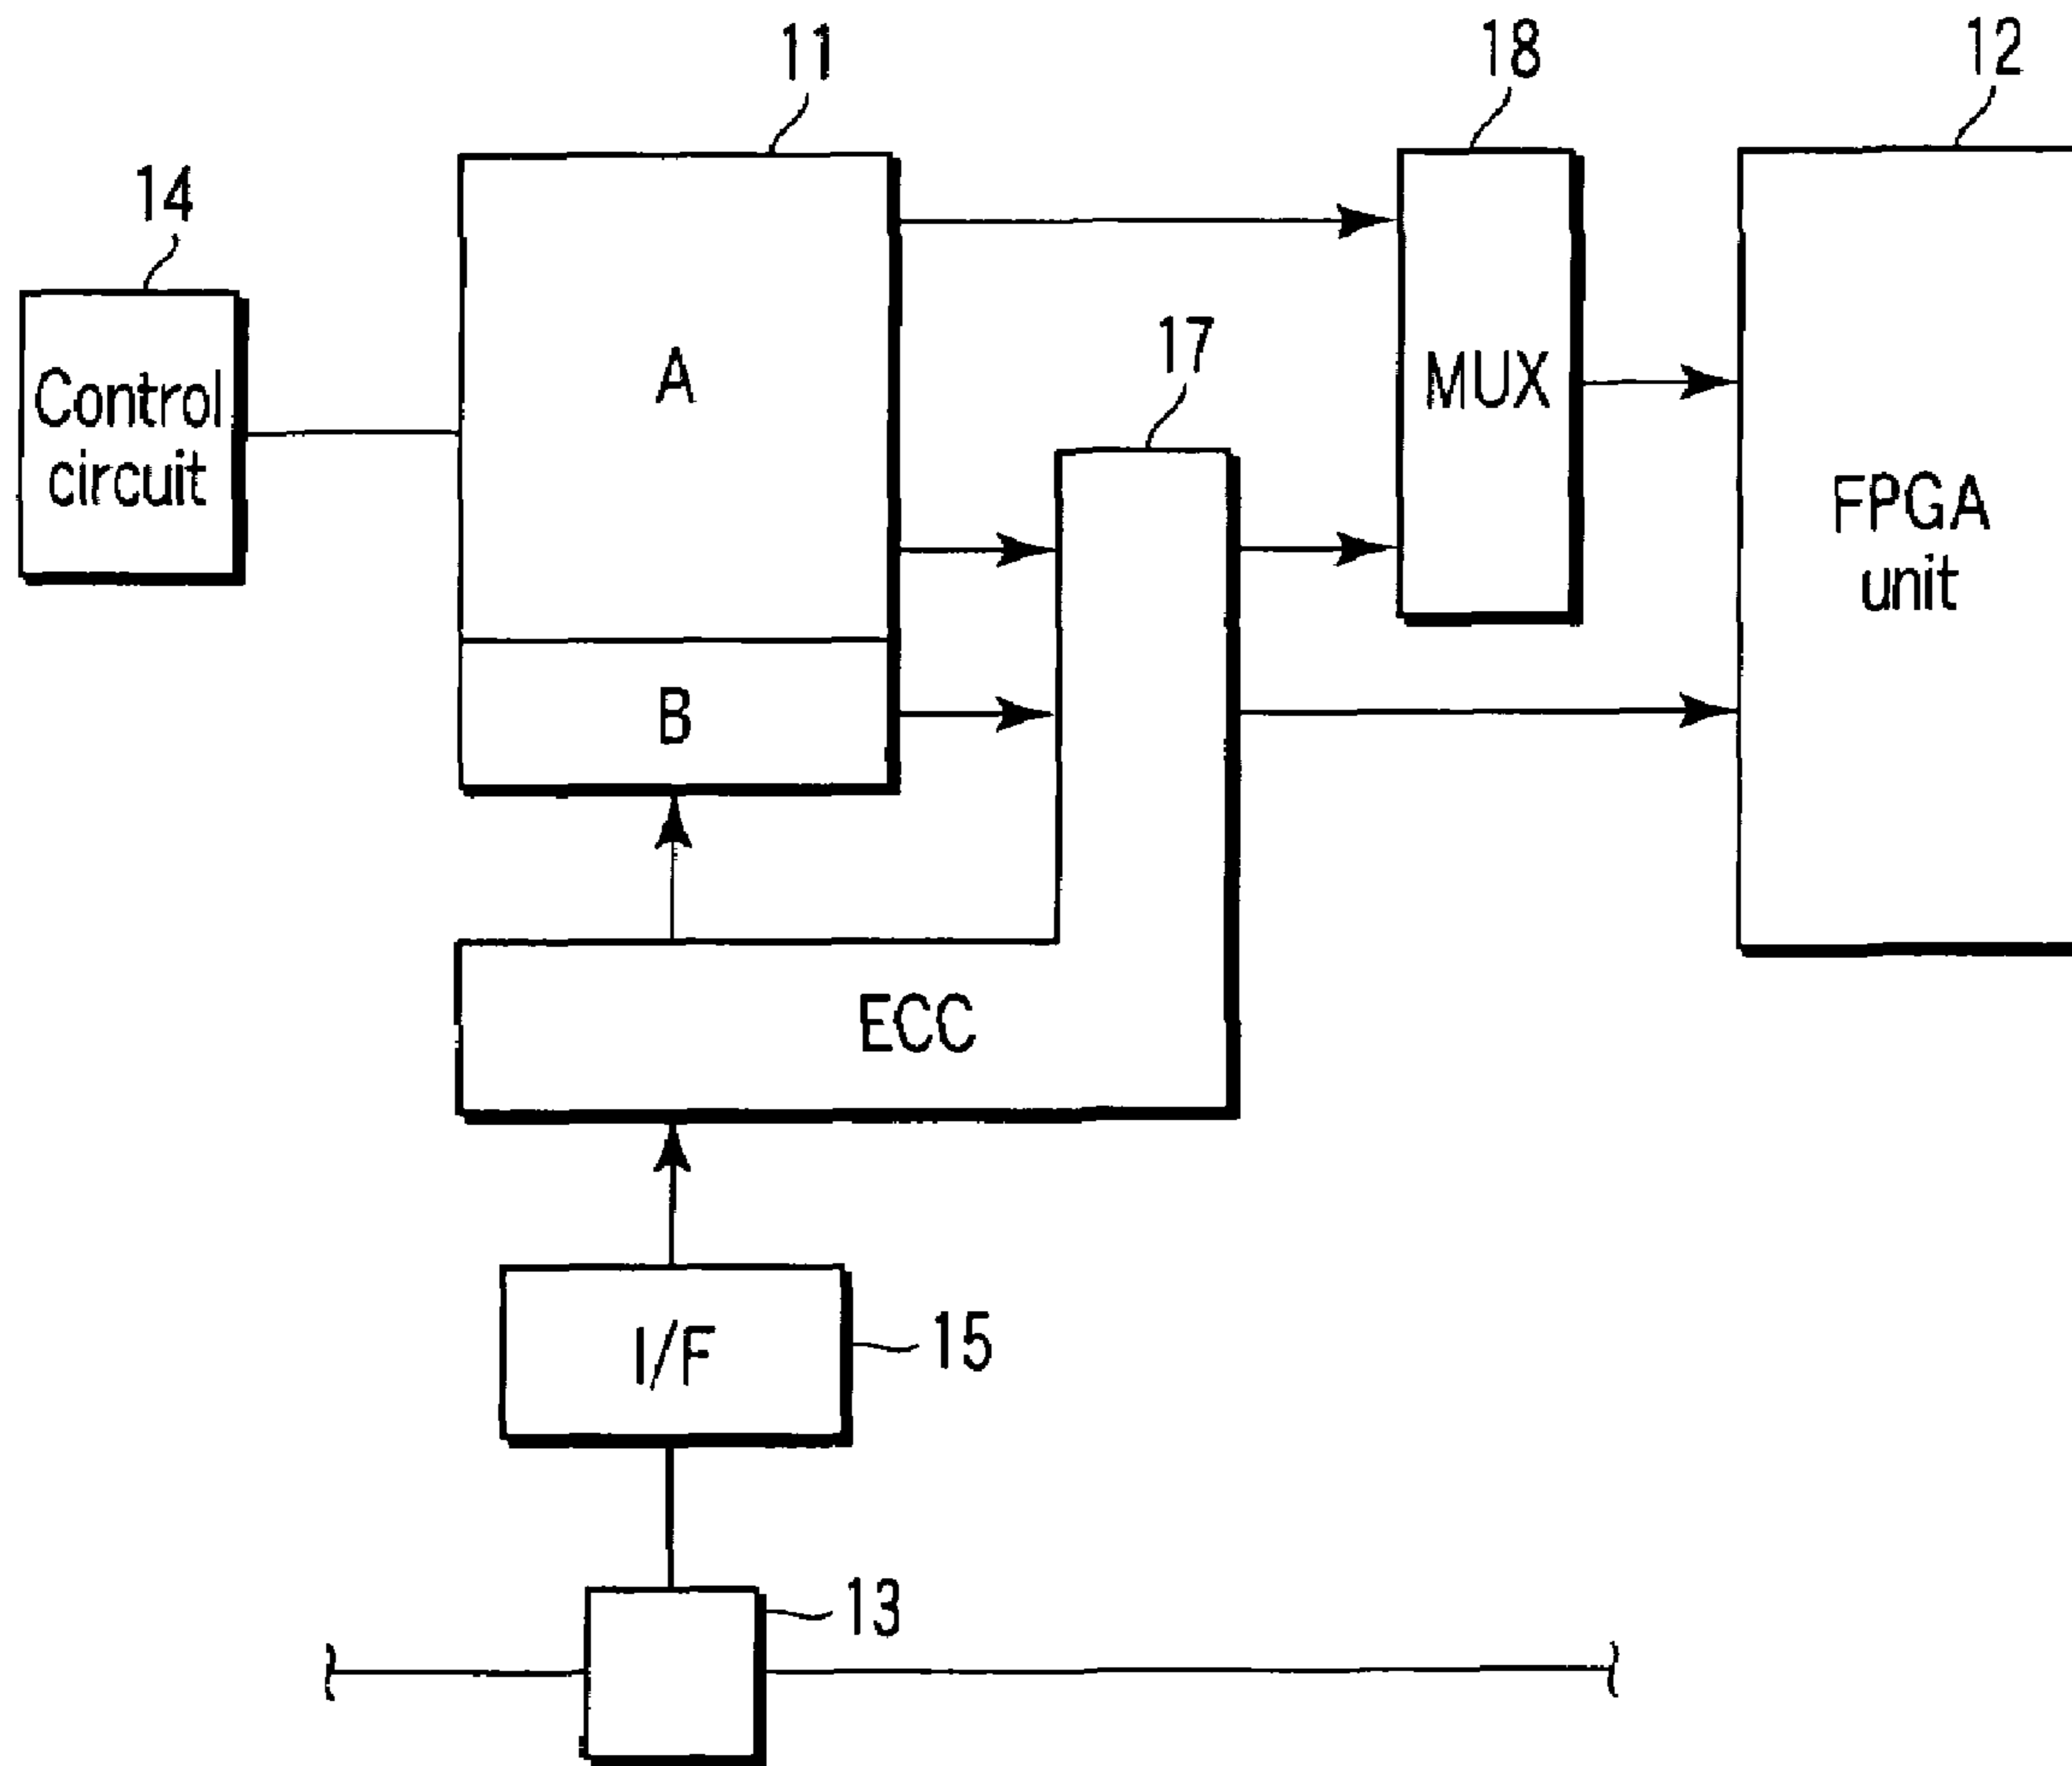 11
18
12
14
17
A
Control
circuit
MUX
FPGA
unit
B
ECC
I/F
15
13